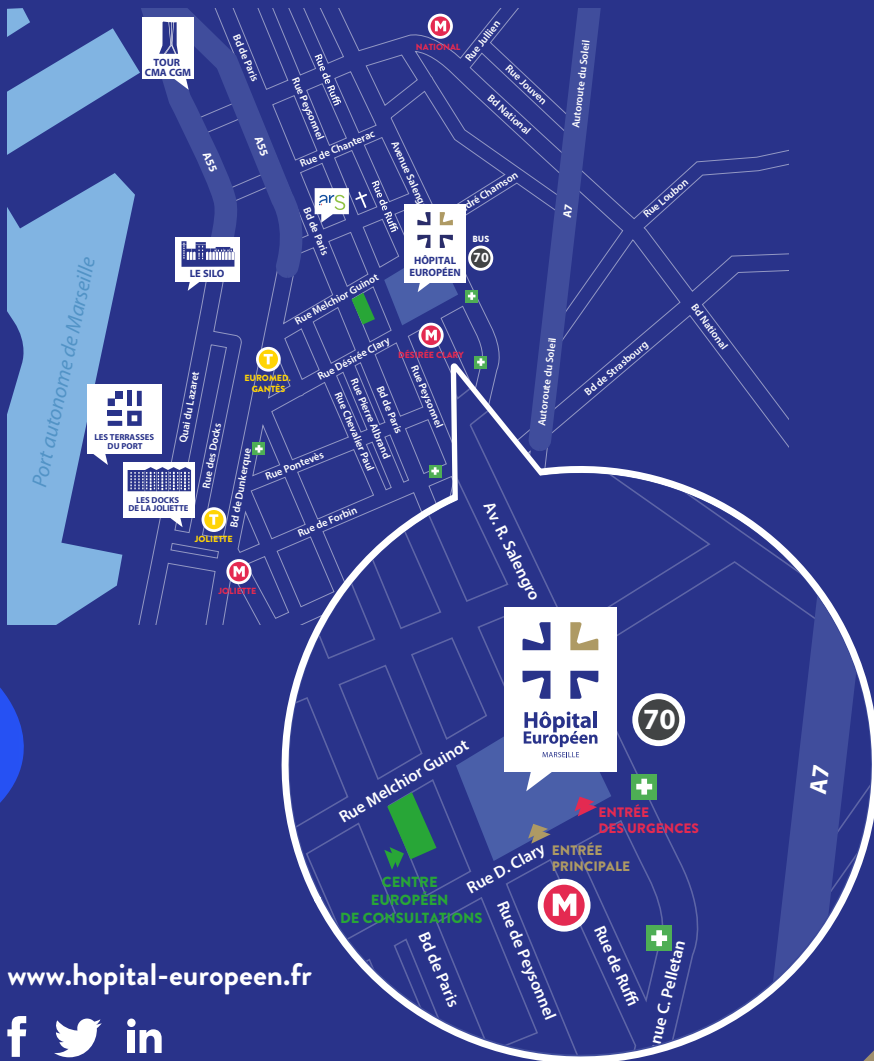 TOUR
CMA CGM
Bd de Paris
Rue de Ruffi
Rue Peysonnel
M
NATIONAL
Rue Jullien
Rue Jouven
Bd National
Autoroute du Soleil
A55
A55
Rue de Chanterac
Avenue Saleng
dré Chamson
ars
Rue de Ruffi
Bd de Paris
A7
Rue Loubon
LE SILO
HÔPITAL
EUROPÉEN
BUS
70
Port autonome de Marseille
Rue Melchior Guinot
M
DÉSIRÉE CLARY
Bd National
T
EUROMED.
GANTÈS
Rue Désirée Clary
Rue Peysonnel
Bd de Paris
Rue Pierre Albrand
Rue Chevalier Paul
Autoroute du Soleil
Bd de Strasbourg
Quai du Lazaret
LES TERRASSES
DU PORT
Rue des Docks
Bd de Dunkerque
Rue Pontevès
LES DOCKS
DE LA JOLIETTE
T
JOLIETTE
Rue de Forbin
M
JOLIETTE
Av. R. Salengro
Hôpital
Européen
MARSEILLE
70
A7
Rue Melchior Guinot
ENTRÉE
DES URGENCES
ENTRÉE
PRINCIPALE
Rue D. Clary
CENTRE
EUROPÉEN
DE CONSULTATIONS
M
Bd de Paris
Rue de Peysonnel
Rue de Ruffi
nue C. Pelletan
www.hopital-europeen.fr
f
in